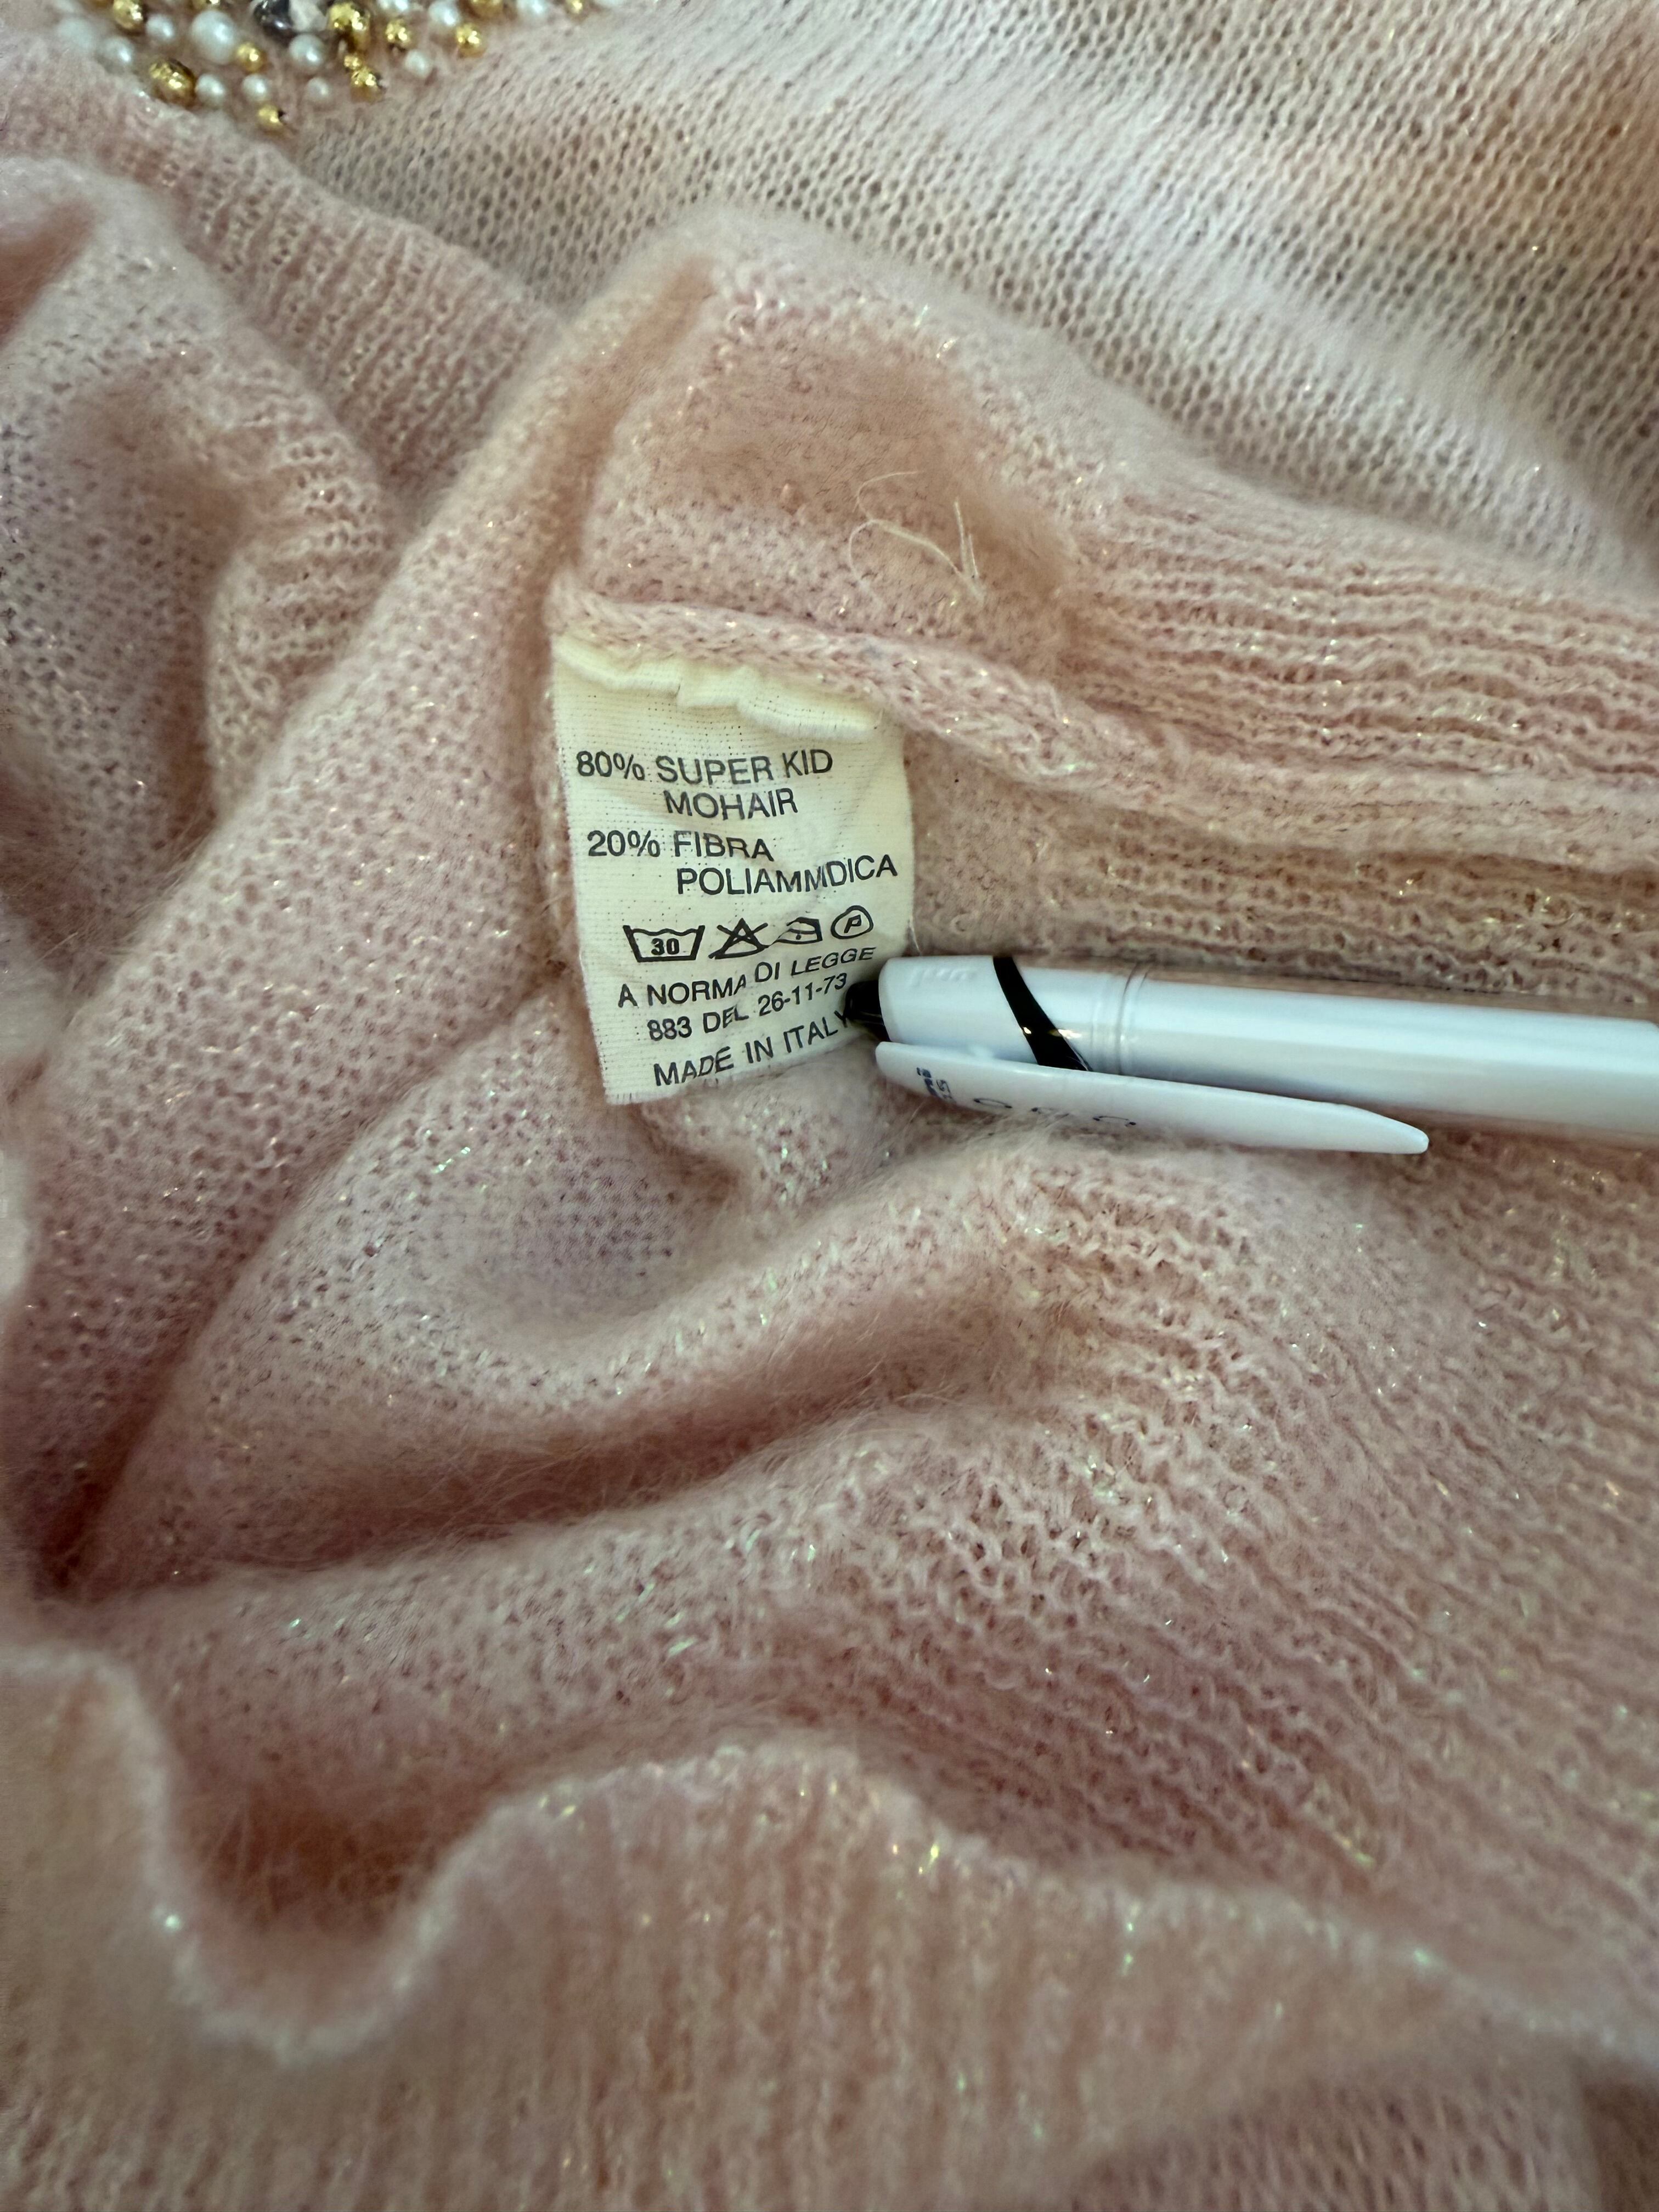 80% SUPER KID
MOHAIR
20% FIBRA
POLIAMMIDICA
30 P
A NORMA DI LEGGE
883 DEL 26-11-73
MADE IN ITALY